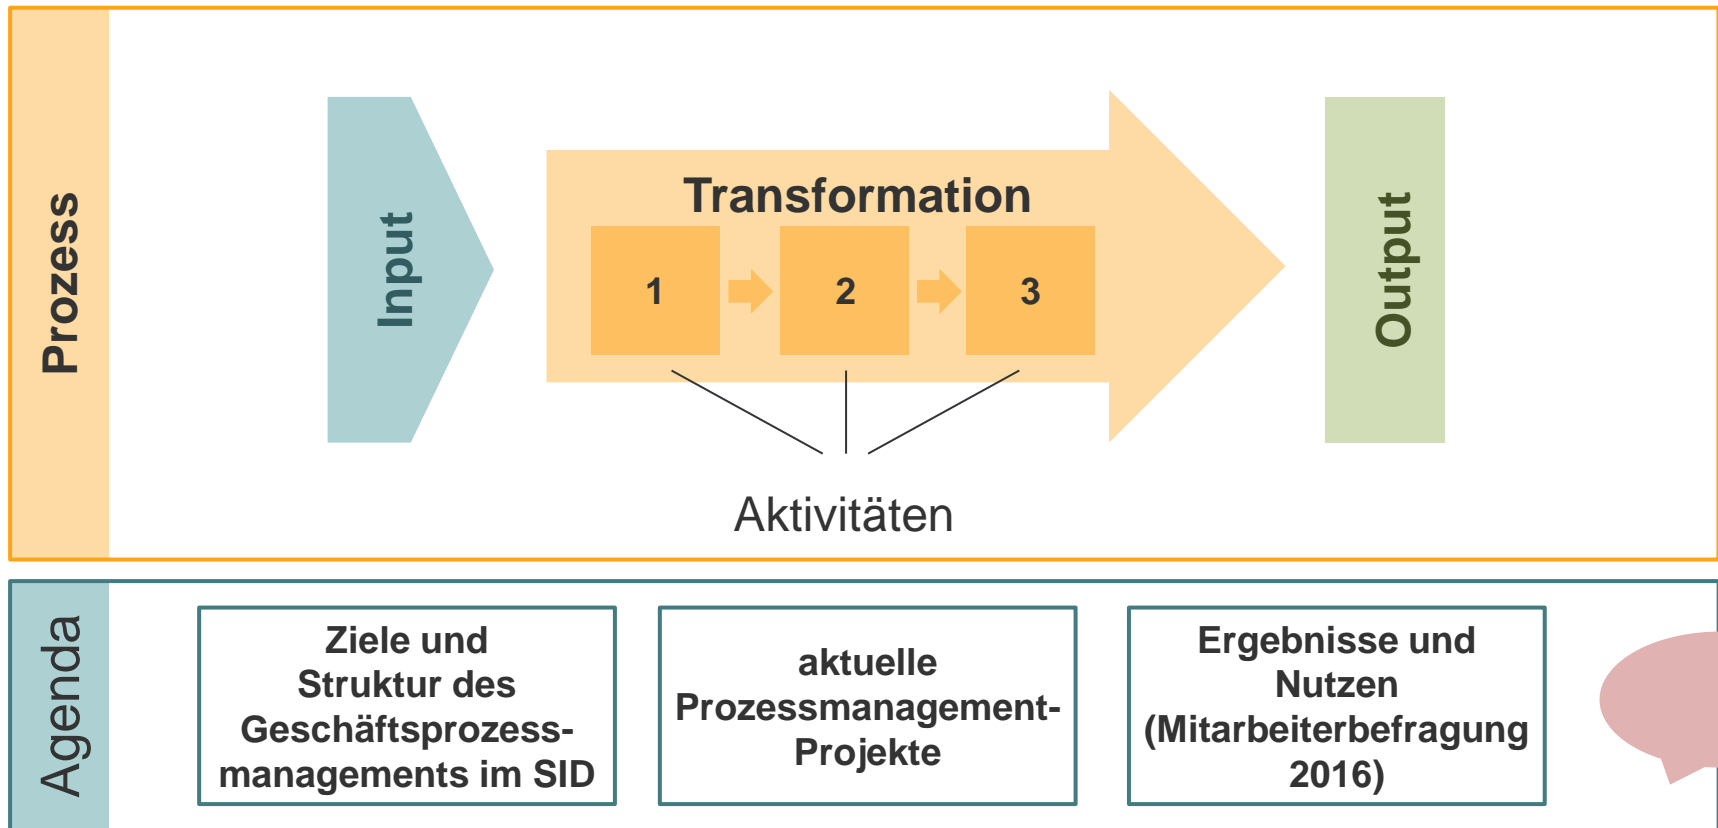 Prozess
Input
Transformation
1
2
3
Output
Aktivitäten
Agenda
Ziele und
Struktur des
Geschäftsprozess-
managements im SID
aktuelle
Prozessmanagement-
Projekte
Ergebnisse und
Nutzen
(Mitarbeiterbefragung
2016)